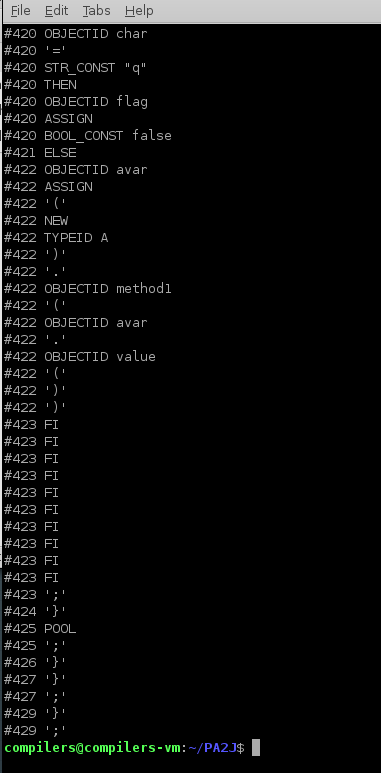 File Edit Tabs Help
#420 OBJECTID char
#420 '='
#420 STR_CONST "q"
#420 THEN
#420 OBJECTID flag
#420 ASSIGN
#420 BOOL_CONST false
#421 ELSE
#422 OBJECTID avar
#422 ASSIGN
#422 '('
#422 NEW
#422 TYPEID A
#422 ')'
#422 '.'
#422 OBJECTID method1
#422 '('
#422 OBJECTID avar
#422 '.'
#422 OBJECTID value
#422 '('
#422 ')'
#422 ')'
#423 FI
#423 FI
#423 FI
#423 FI
#423 FI
#423 FI
#423 FI
#423 FI
#423 FI
#423 FI
#423 ';'
#424 '}'
#425 POOL
#425 ';'
#426 '}'
#427 '}'
#427 ';'
#429 '}'
#429 ';'
compilers@compilers-vm:~/PA2J$